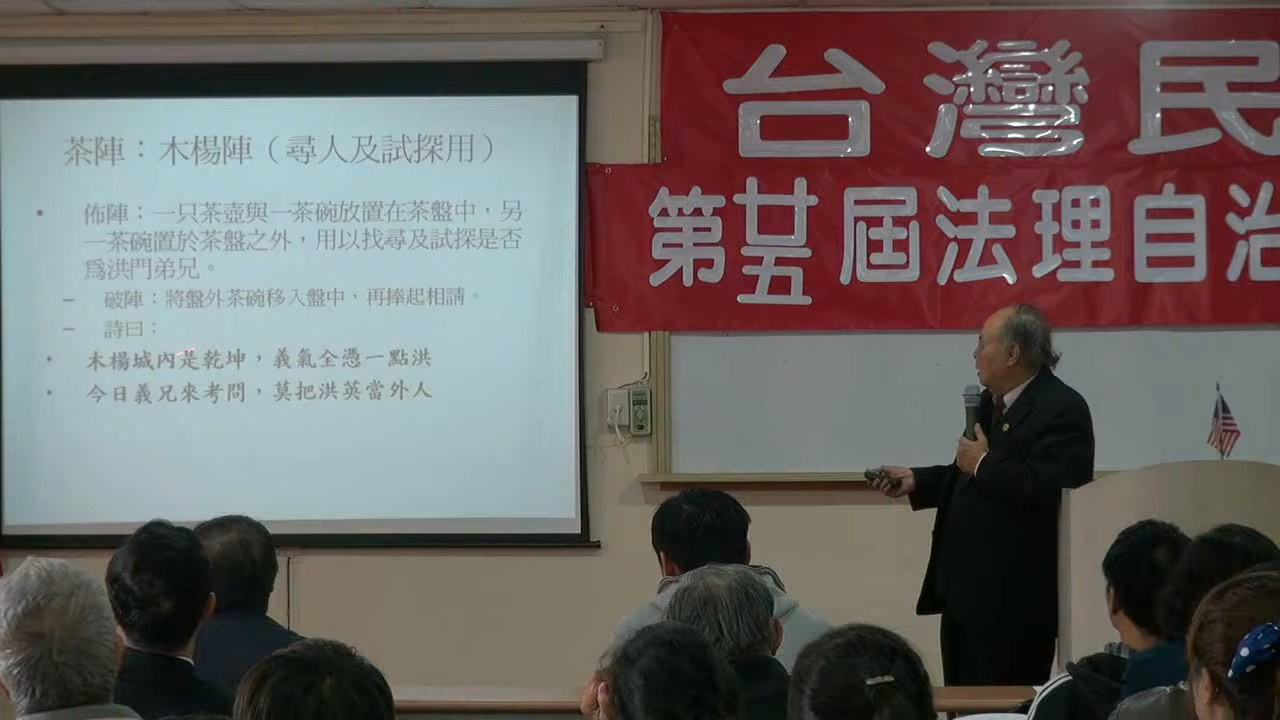 茶陣：木楊陣（尋人及試探用）
• 佈陣：一只茶壺與一茶碗放置在茶盤中，另
一茶碗置於茶盤之外，用以找尋及試探是否
爲洪門弟兄。
– 破陣：將盤外茶碗移入盤中，再捧起相請。
– 詩曰：
• 木楊城內是乾坤，義氣全憑一點洪
• 今日義兄來考問，莫把洪英當外人
台灣民
第廿五屆法理自治